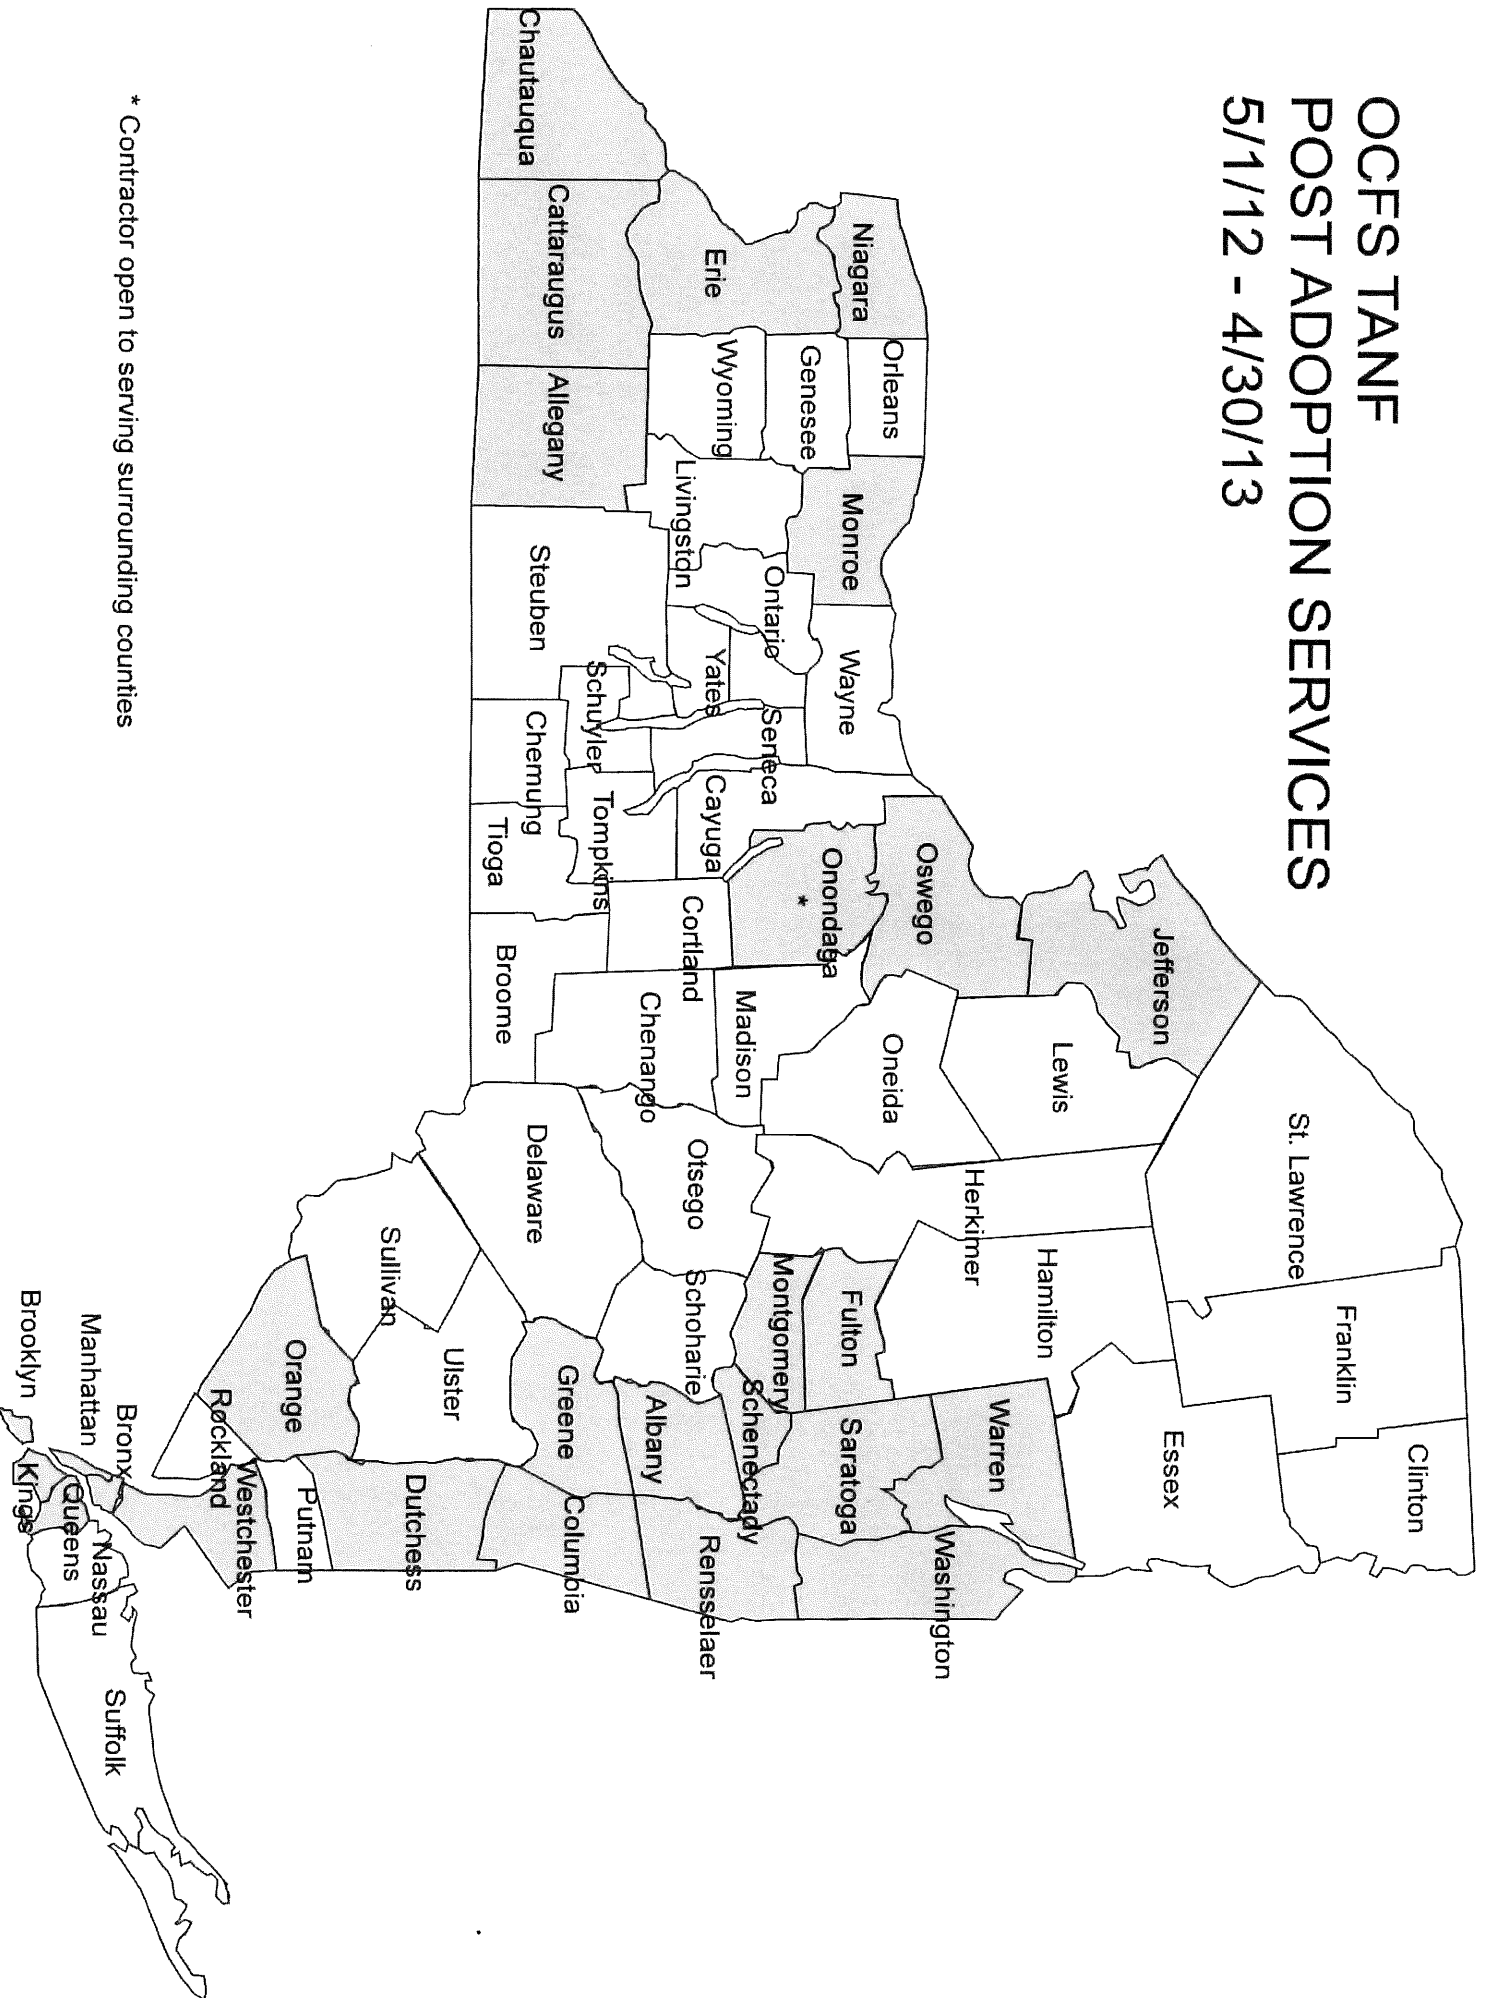 OCFS TANF
POST ADOPTION SERVICES
5/1/12 - 4/30/13
Clinton
Franklin
St. Lawrence
Essex
Jefferson
Lewis
Hamilton
Herkimer
Warren
Washington
Oswego
Oneida
Fulton
Saratoga
Niagara
Orleans
Monroe
Wayne
Genesee
Onondaga
*
Montgomery
Schenectady
Erie
Wyoming
Livingston
Ontario
Yates
Seneca
Cayuga
Cortland
Madison
Chenango
Otsego
Schoharie
Albany
Rensselaer
Chautauqua
Cattaraugus
Allegany
Steuben
Schuyler
Chemung
Tompkins
Tioga
Broome
Delaware
Greene
Columbia
Sullivan
Ulster
Dutchess
Orange
Putnam
Rockland
Westchester
Bronx
Manhattan
Brooklyn
Kings
Queens
Nassau
Suffolk
* Contractor open to serving surrounding counties